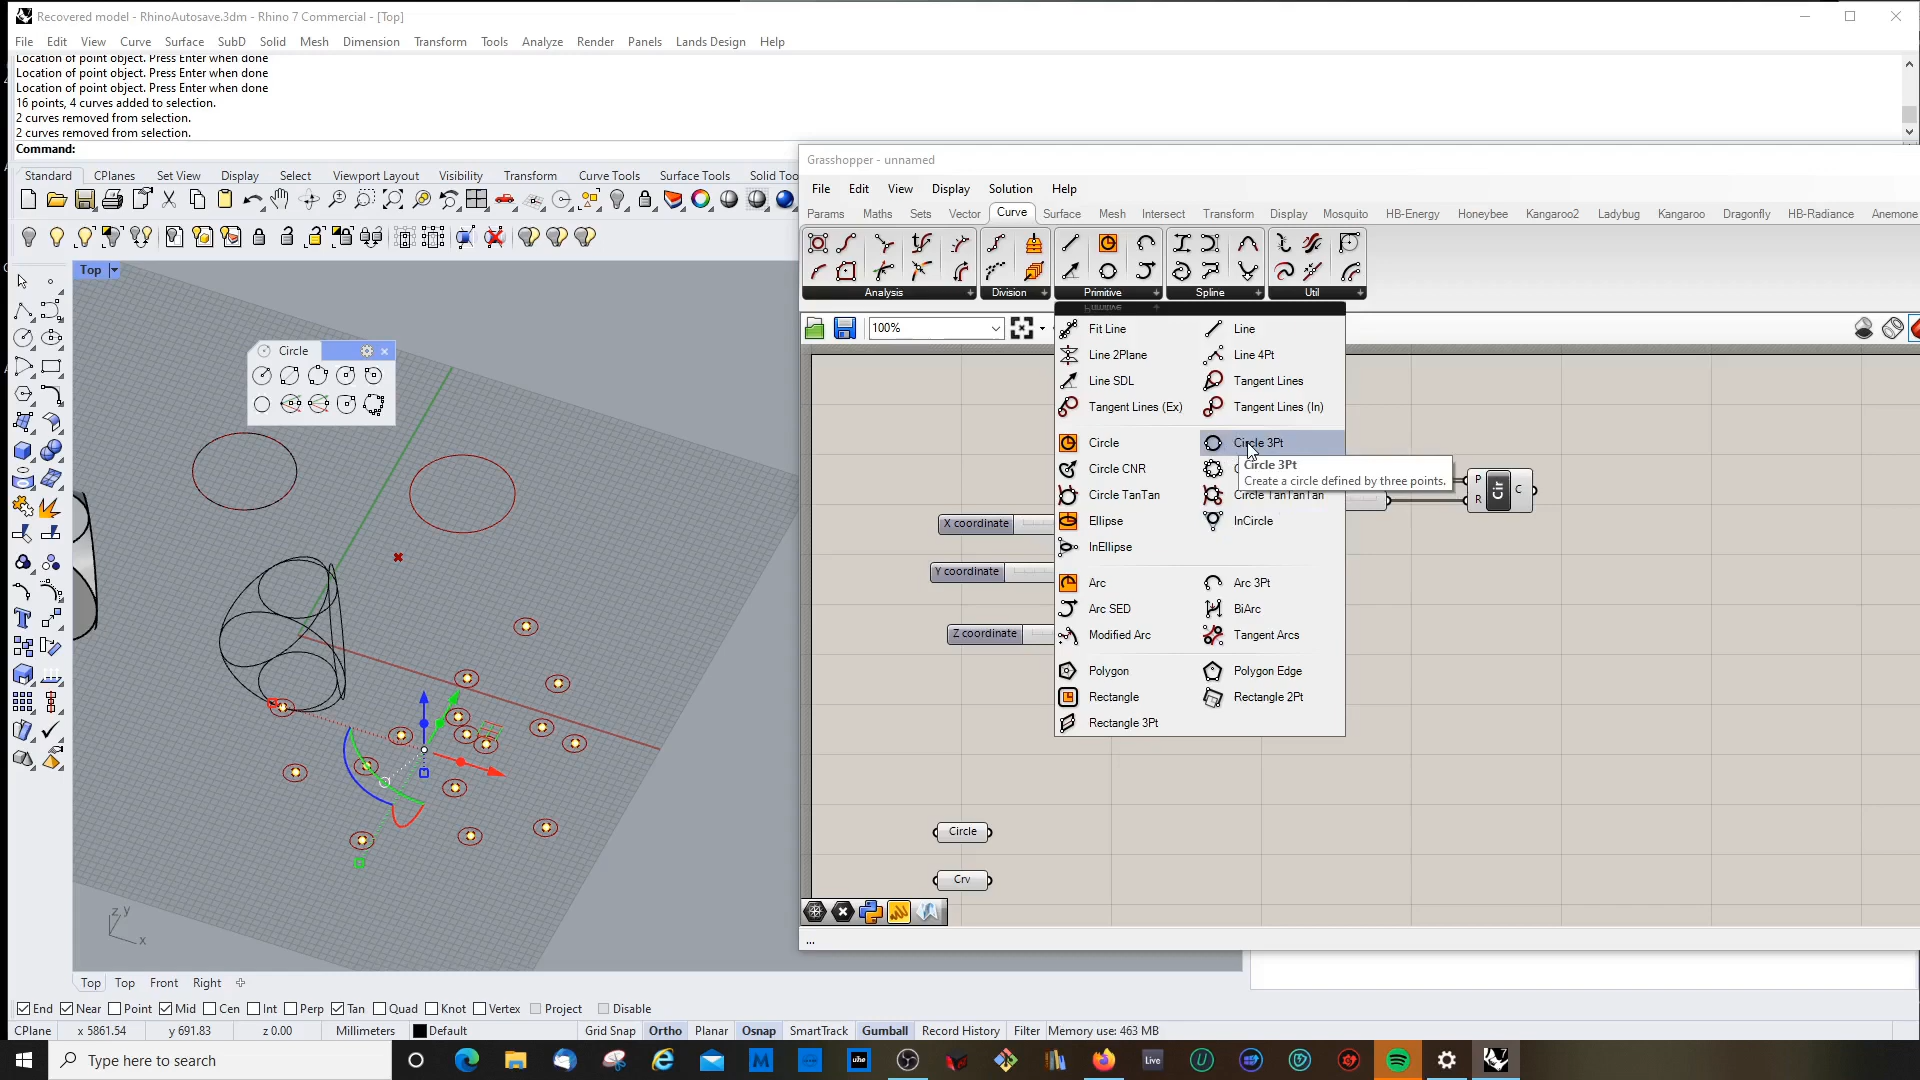 Recovered model - RhinoAutosave.3dm - Rhino 7 Commercial - [Top]
File Edit View Curve Surface SubD Solid Mesh Dimension Transform Tools Analyze Render Panels Lands Design Help
Location of point object. Press Enter when done
Location of point object. Press Enter when done
Location of point object. Press Enter when done
16 points, 4 curves added to selection.
2 curves removed from selection.
2 curves removed from selection.
Command:
Standard CPlanes Set View Display Select Viewport Layout Visibility Transform Curve Tools Surface Tools Solid Too
Top
Circle
z y
x
Top Top Front Right
End Near Point Mid Cen Int Perp Tan Quad Knot Vertex Project Disable
CPlane x 5861.54 y 691.83 z 0.00 Millimeters Default Grid Snap Ortho Planar Osnap SmartTrack Gumball Record History Filter Memory use: 463 MB
Grasshopper - unnamed
File Edit View Display Solution Help
Params Maths Sets Vector Curve Surface Mesh Intersect Transform Display Mosquito HB-Energy Honeybee Kangaroo2 Ladybug Kangaroo Dragonfly HB-Radiance Anemone
Analysis Division Primitive Spline Util
100%
Primitive
Fit Line Line
Line 2Plane Line 4Pt
Line SDL Tangent Lines
Tangent Lines (Ex) Tangent Lines (In)
Circle Circle 3Pt
Circle CNR
Circle 3Pt
Create a circle defined by three points.
Circle TanTan Circle TanTanTan
Ellipse InCircle
InEllipse
Arc Arc 3Pt
Arc SED BiArc
Modified Arc Tangent Arcs
Polygon Polygon Edge
Rectangle Rectangle 2Pt
Rectangle 3Pt
X coordinate
Y coordinate
Z coordinate
P
R
Cir
C
Circle
Crv
...
Type here to search
uhe
Live